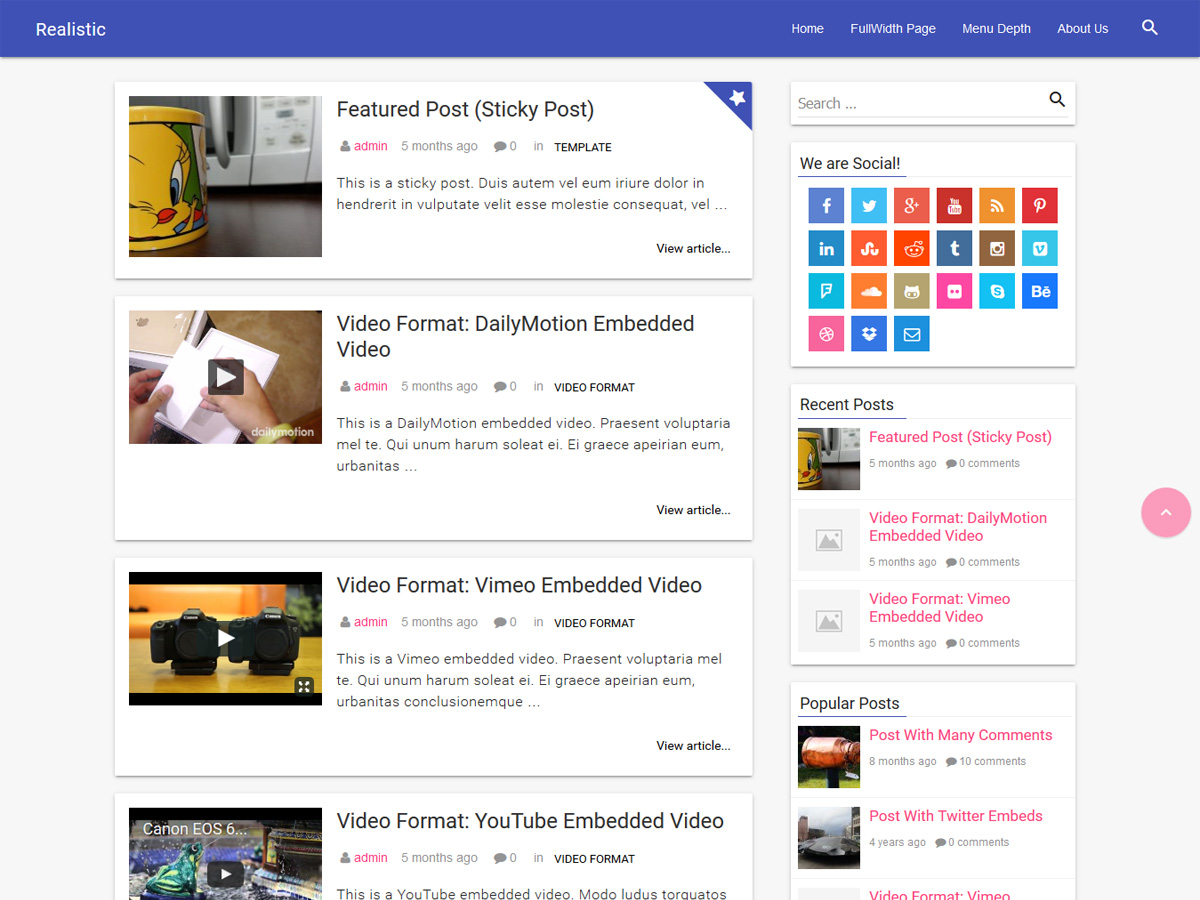 Realistic
Home
FullWidth Page
Menu Depth
About Us
Featured Post (Sticky Post)
admin 5 months ago 0 in TEMPLATE
This is a sticky post. Duis autem vel eum iriure dolor in
hendrerit in vulputate velit esse molestie consequat, vel ...
View article...
dailymotion
Video Format: DailyMotion Embedded
Video
admin 5 months ago 0 in VIDEO FORMAT
This is a DailyMotion embedded video. Praesent voluptaria
mel te. Qui unum harum soleat ei. Ei graece apeirian eum,
urbanitas ...
View article...
Canon
Canon
Video Format: Vimeo Embedded Video
admin 5 months ago 0 in VIDEO FORMAT
This is a Vimeo embedded video. Praesent voluptaria mel
te. Qui unum harum soleat ei. Ei graece apeirian eum,
urbanitas conclusionemque ...
View article...
Canon EOS 6...
Video Format: YouTube Embedded Video
admin 5 months ago 0 in VIDEO FORMAT
This is a YouTube embedded video. Modo ludus torquatos
Search ...
We are Social!
f
g+
You
Tube
in
t
Bē
Recent Posts
Featured Post (Sticky Post)
5 months ago 0 comments
Video Format: DailyMotion
Embedded Video
5 months ago 0 comments
Video Format: Vimeo
Embedded Video
5 months ago 0 comments
Popular Posts
Post With Many Comments
8 months ago 10 comments
Post With Twitter Embeds
4 years ago 0 comments
Video Format: Vimeo